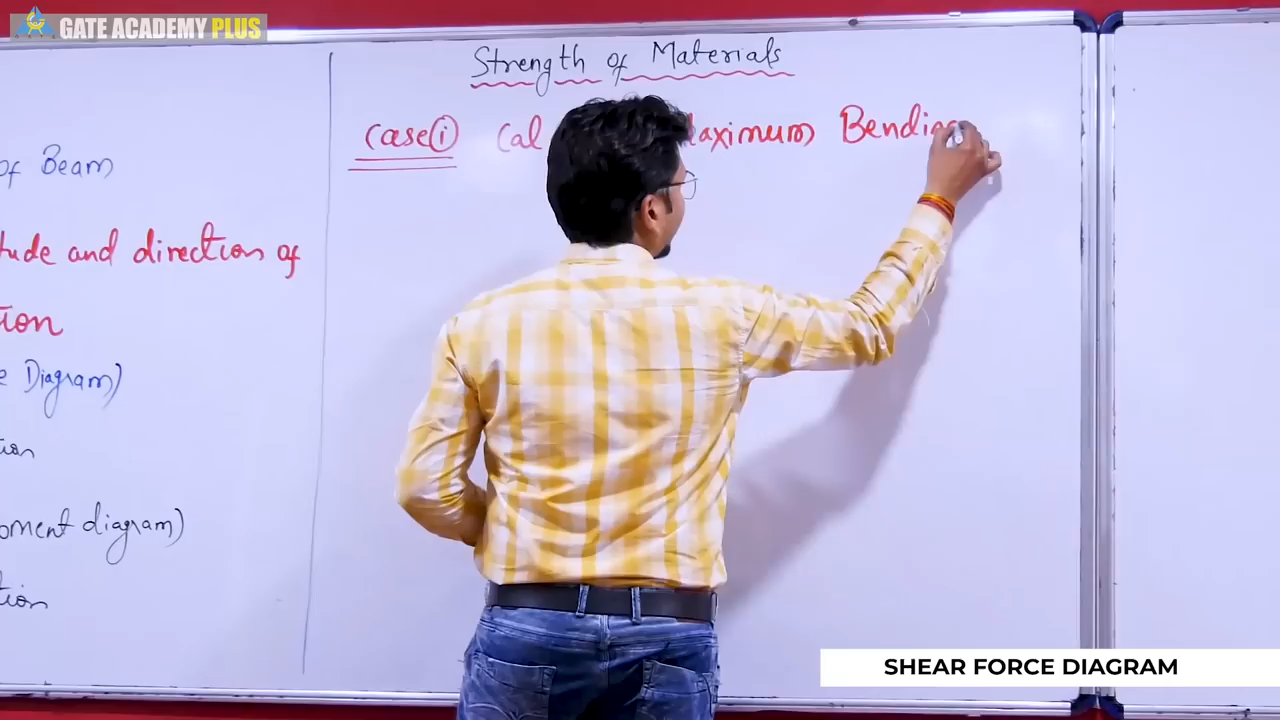 GATE ACADEMY PLUS
Strength of Materials
of Beam
tude and direction of
tion
e Diagram)
tion
oment diagram)
tion
Case(i) Cal Maximum Bending
SHEAR FORCE DIAGRAM